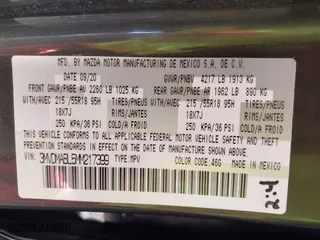 MFD. BY MAZDA MOTOR MANUFACTURING DE MEXICO S.A. DE C.V.
DATE 09/20 GVWR/PNBV 4217 LB 1913 KG
FRONT GAWR/PNBE AV 2260 LB 1025 KG REAR GAWR/PNBE AR 1962 LB 890 KG
WITH/AVEC 215 /55R18 95H TIRES/PNEUS WITH/AVEC 215 /55R18 95H TIRES/PNEUS
18X7J RIMS/JANTES 18X7J RIMS/JANTES
250 KPA/36 PSI COLD/A FROID 250 KPA/36 PSI COLD/A FROID
THIS VEHICLE CONFORMS TO ALL APPLICABLE FEDERAL MOTOR VEHICLE SAFETY, BUMPER, AND THEFT
PREVENTION STANDARDS IN EFFECT ON THE DATE OF MANUFACTURE SHOWN ABOVE.
TYPE: MPV COLOR CODE: 46G MADE IN MEXICO